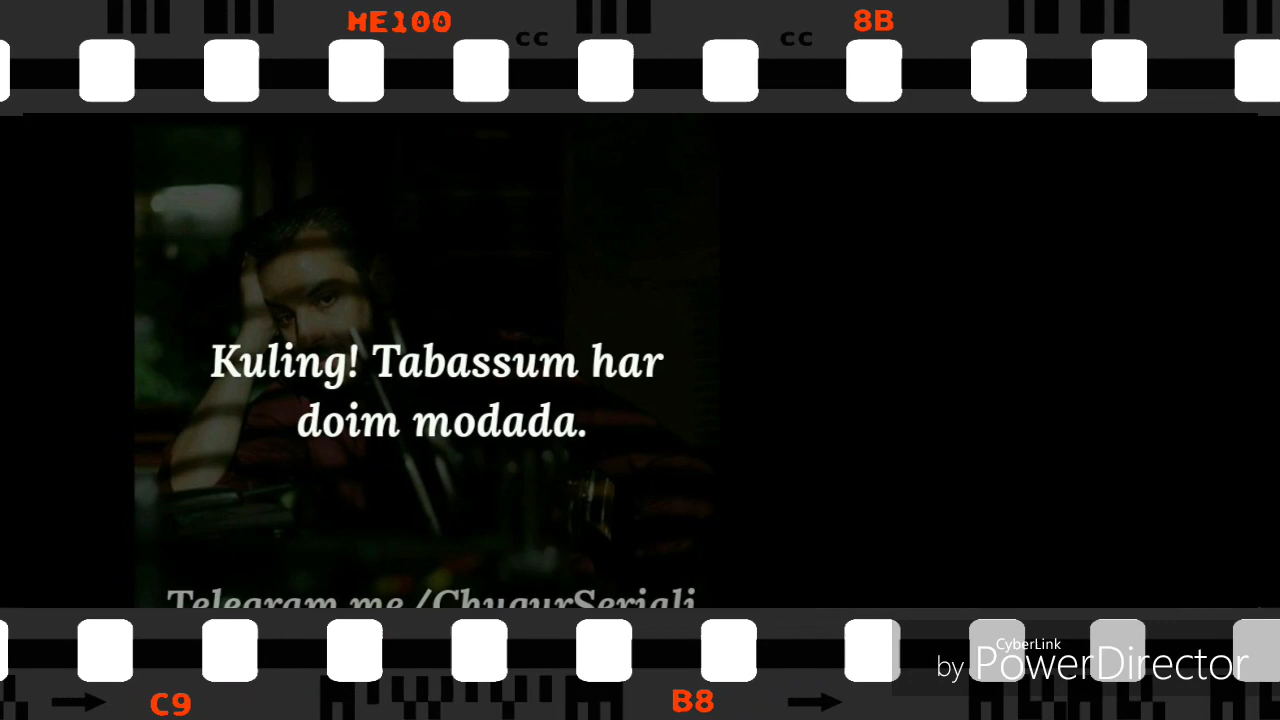 ME100
8B
cc
cc
Kuling! Tabassum har
doim modada.
Telegram.me/ChuqurSeriali
CyberLink
by PowerDirector
C9
B8